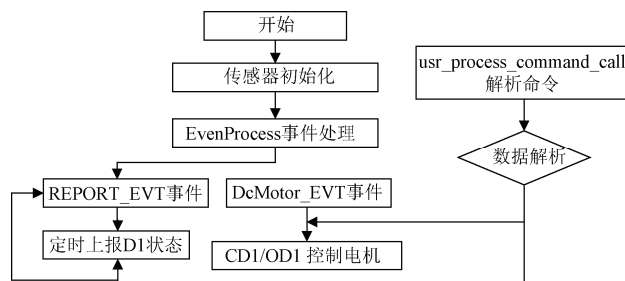 开始
传感器初始化
EvenProcess事件处理
REPORT_EVT事件
定时上报D1状态
DcMotor_EVT事件
CD1/OD1 控制电机
usr_process_command_call
解析命令
数据解析